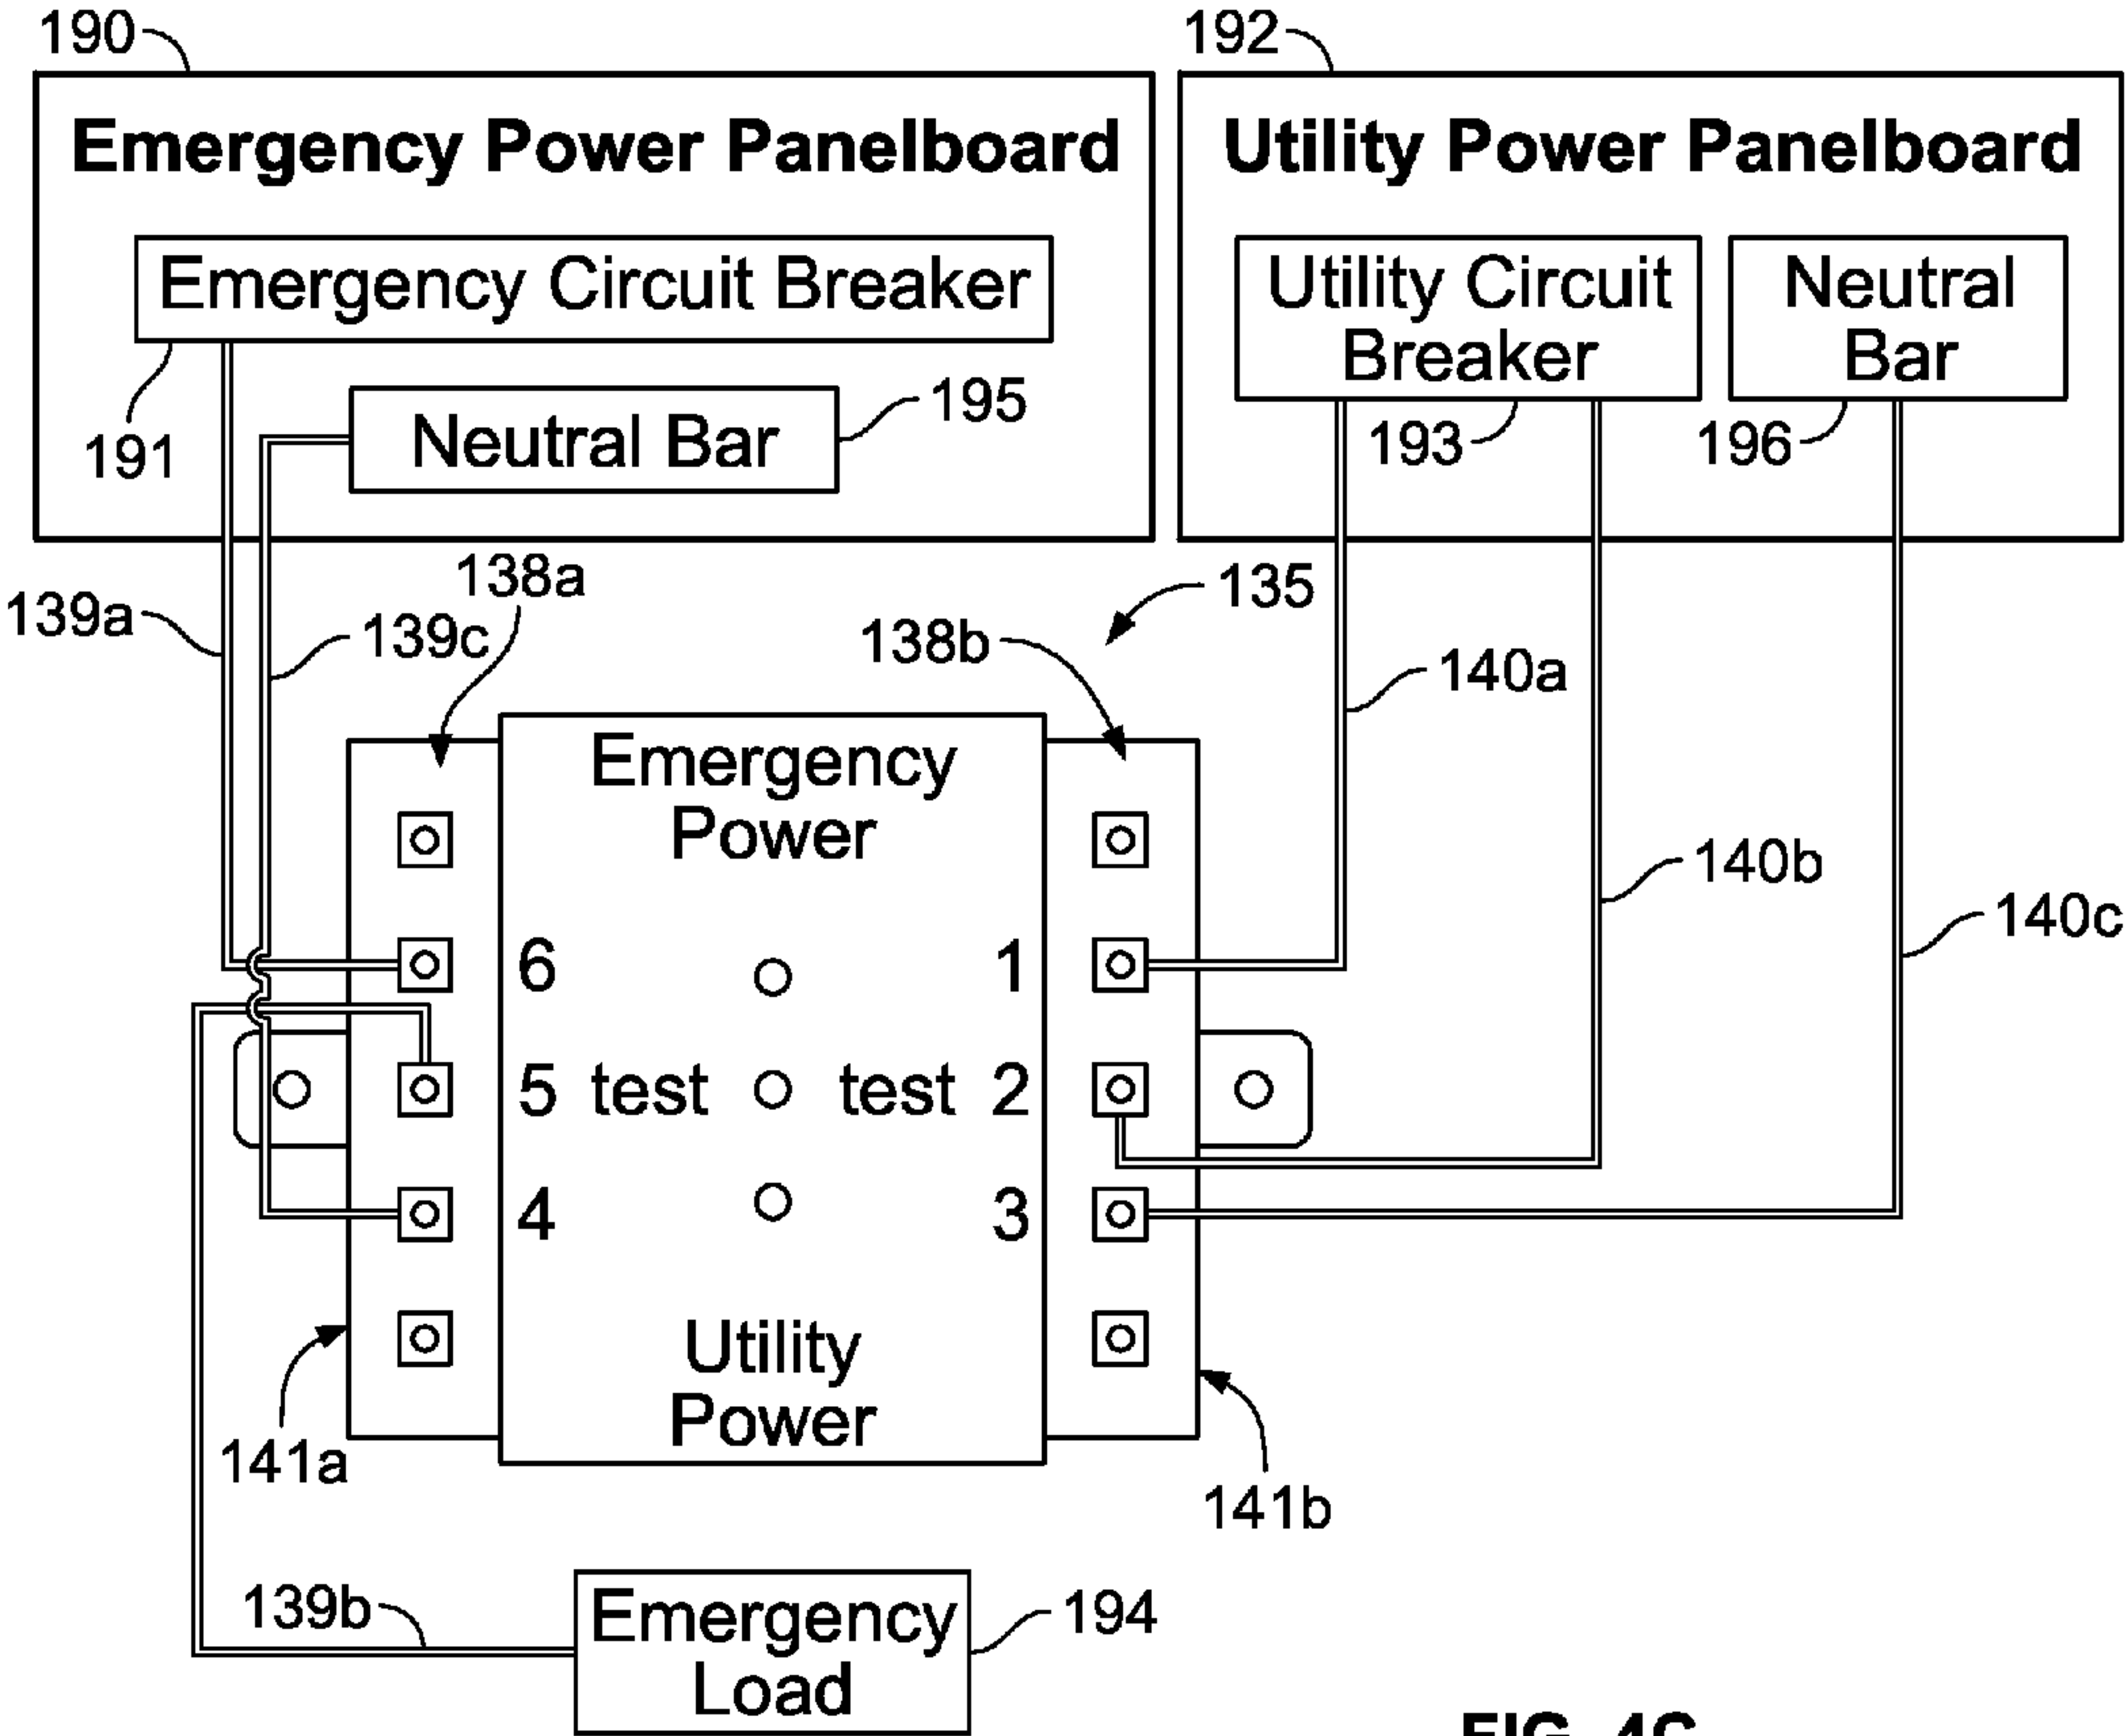 190
192
Emergency Power Panelboard
Utility Power Panelboard
Emergency Circuit Breaker
Utility Circuit
Breaker
Neutral
Bar
191
Neutral Bar
195
193
196
138a
135
139a
139c
138b
140a
Emergency
Power
140b
140c
6
1
5 test
test 2
4
3
Utility
Power
141a
141b
139b
Emergency
Load
194
FIG. 4C